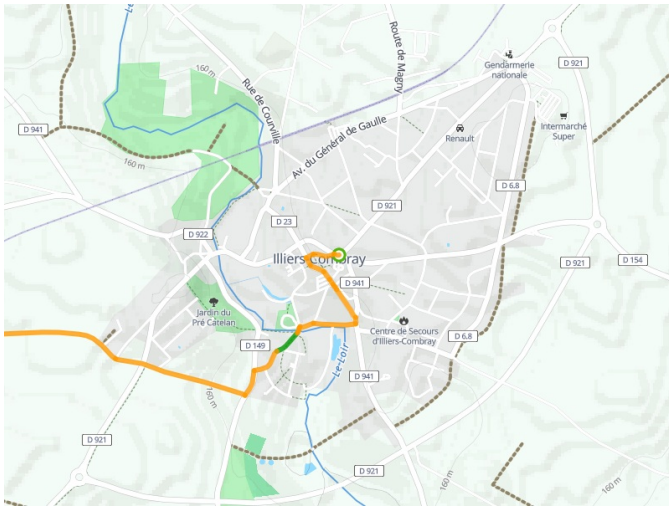 Le
160 m
Route de Magny
Gendarmerie
nationale
D 921
D 941
Rue de Courville
160 m
Av. du Général de Gaulle
Renault
Intermarché
Super
D 6.8
D 921
D 23
D 922
Illiers-Combray
D 921
D 154
D 941
Jardin du
Pré Catelan
Centre de Secours
d'Illiers-Combray
D 6.8
D 149
Le Loir
D 941
160 m
D 921
D 921
160 m
160 m